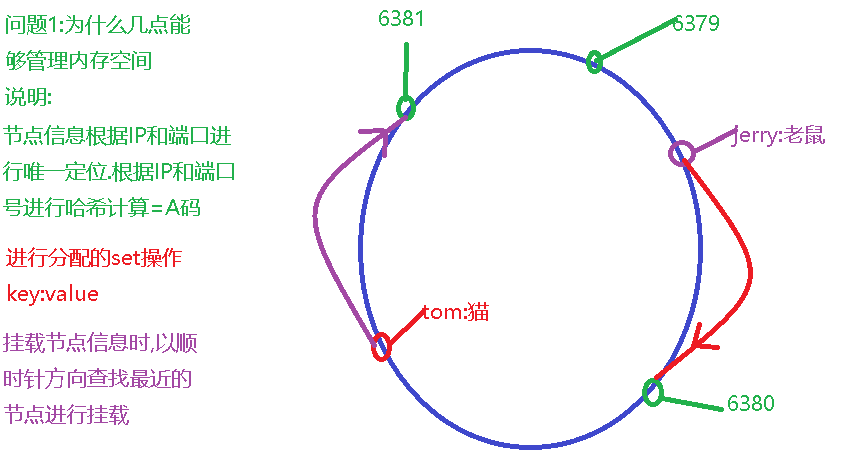 问题1:为什么几点能
够管理内存空间
说明:
节点信息根据IP和端口进
行唯一定位.根据IP和端口
号进行哈希计算=A码
进行分配的set操作
key:value
挂载节点信息时,以顺
时针方向查找最近的
节点进行挂载
6381
6379
jerry:老鼠
tom:猫
6380